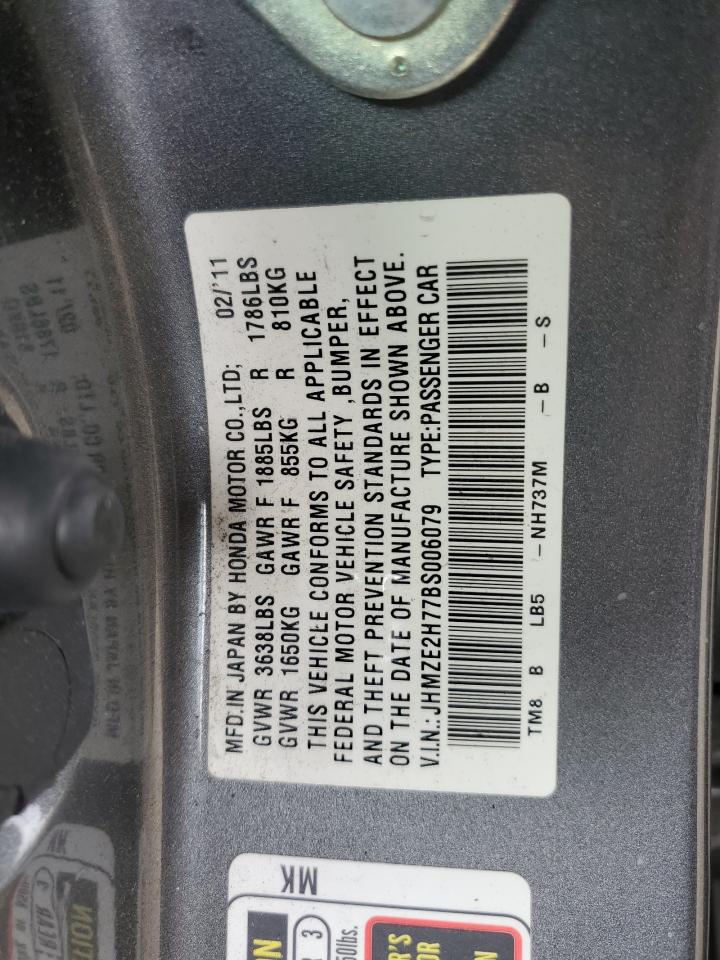 MFD.IN JAPAN BY HONDA MOTOR CO.,LTD; 02/'11
GVWR 3638LBS GAWR F 1885LBS R 1786LBS
GVWR 1650KG GAWR F 855KG R 810KG
THIS VEHICLE CONFORMS TO ALL APPLICABLE
FEDERAL MOTOR VEHICLE SAFETY ,BUMPER,
AND THEFT PREVENTION STANDARDS IN EFFECT
ON THE DATE OF MANUFACTURE SHOWN ABOVE.
V.I.N.: JHMZE2H77BS006079 TYPE:PASSENGER CAR
TM8 B LB5 -NH737M -B -S
MK
3